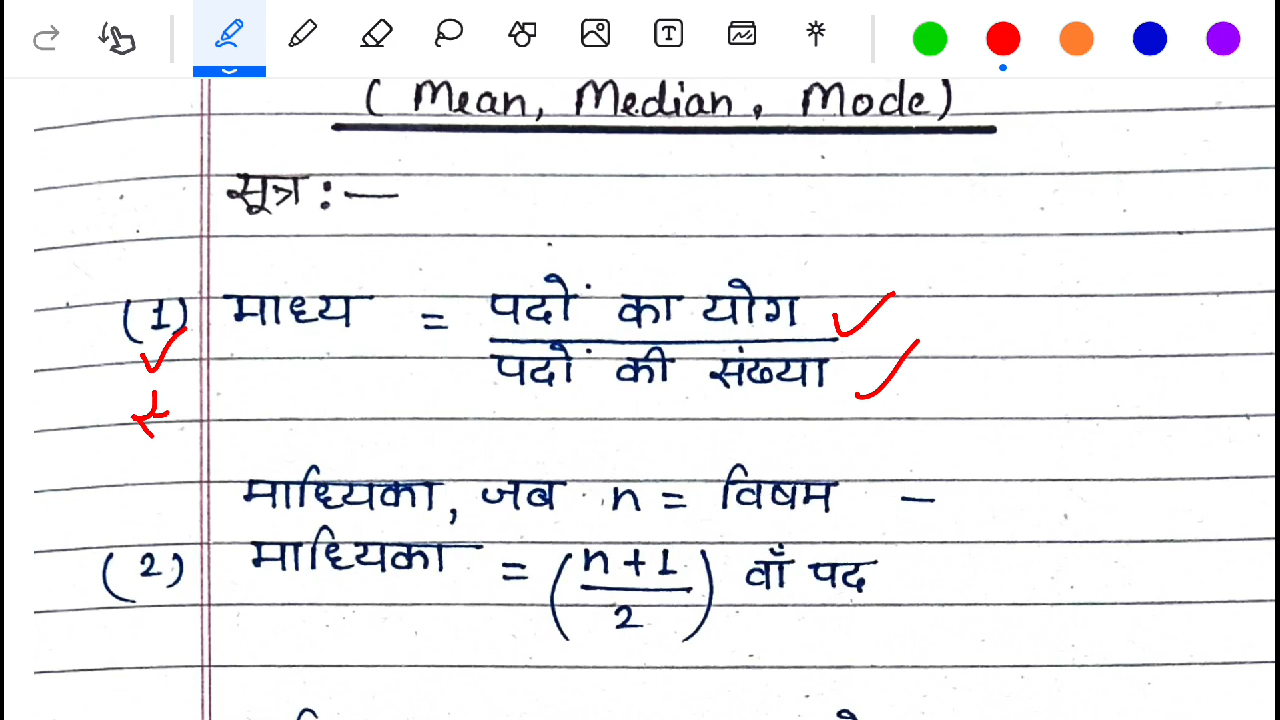 ( Mean, Median, Mode)
सूत्र :—
(1) माध्य = पदों का योग
पदों की संख्या
माध्यिका, जब n = विषम –
(2) माध्यिका = (n+1/2) वाँ पद